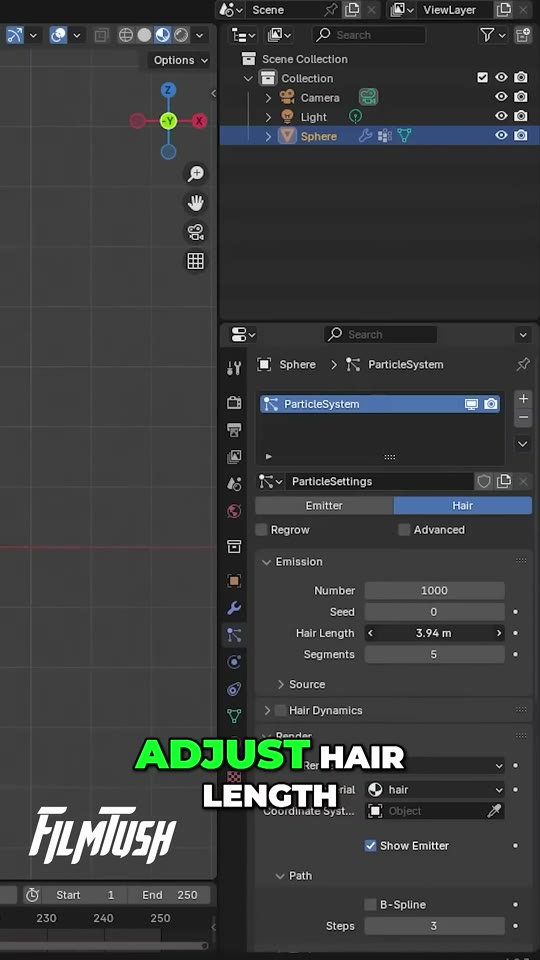 Scene
ViewLayer
Options
Search
Scene Collection
Collection
Camera
Light
Sphere
Z
-Y
X
Search
Sphere
ParticleSystem
ParticleSystem
ParticleSettings
Emitter
Hair
Regrow
Advanced
Emission
Number
1000
Seed
0
Hair Length
3.94 m
Segments
5
Source
Hair Dynamics
Render
ADJUST HAIR
LENGTH
hair
Coordinate Syst...
Object
FILMTUSH
Show Emitter
Path
Start
1
End
250
B-Spline
230
240
250
Steps
3